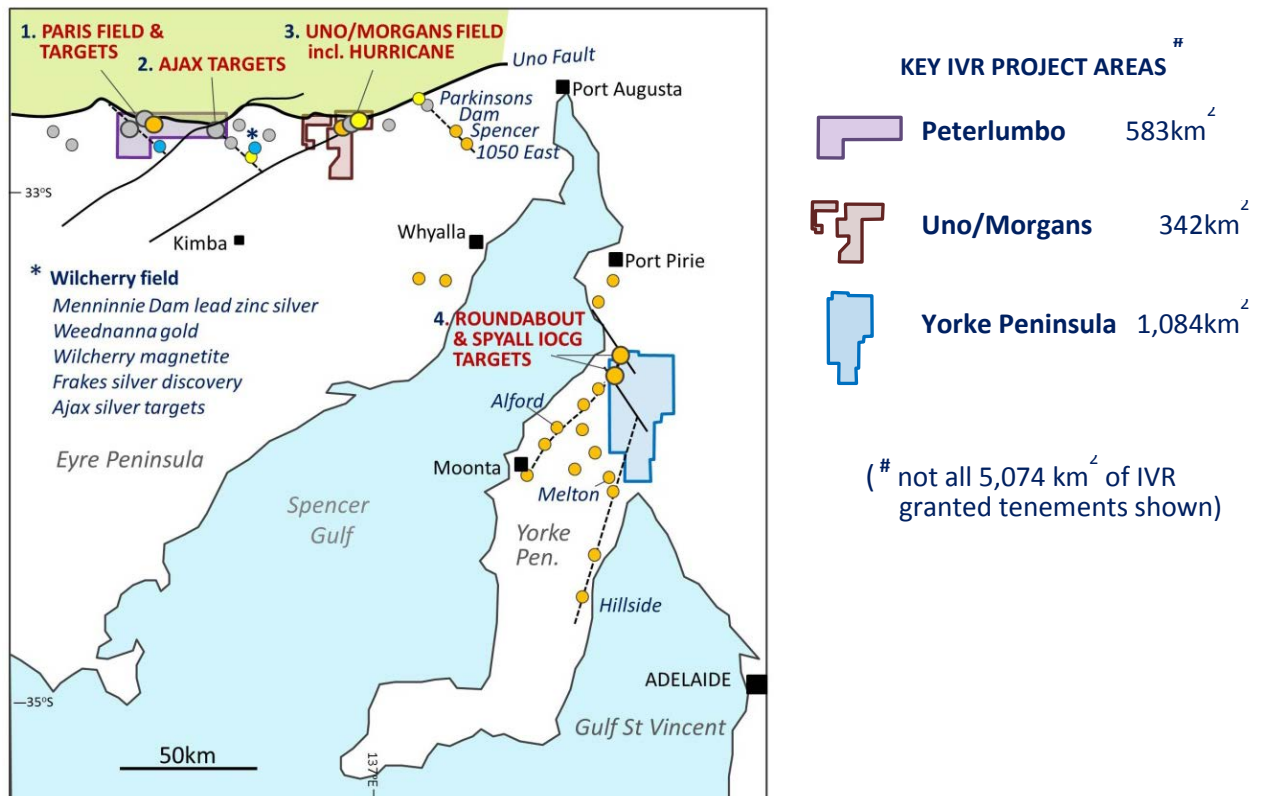 1. PARIS FIELD &
TARGETS
2. AJAX TARGETS
3. UNO/MORGANS FIELD
incl. HURRICANE
Uno Fault
Port Augusta
Parkinsons
Dam
Spencer
1050 East
*
33°S
Kimba
Whyalla
Port Pirie
* Wilcherry field
Menninnie Dam lead zinc silver
Weednanna gold
Wilcherry magnetite
Frakes silver discovery
Ajax silver targets
4. ROUNDABOUT
& SPYALL IOCG
TARGETS
Alford
Eyre Peninsula
Moonta
Melton
Spencer
Gulf
Yorke
Pen.
Hillside
ADELAIDE
35°S
Gulf St Vincent
50km
137°E
KEY IVR PROJECT AREAS #
Peterlumbo 583km²
Uno/Morgans 342km²
Yorke Peninsula 1,084km²
(# not all 5,074 km² of IVR
granted tenements shown)